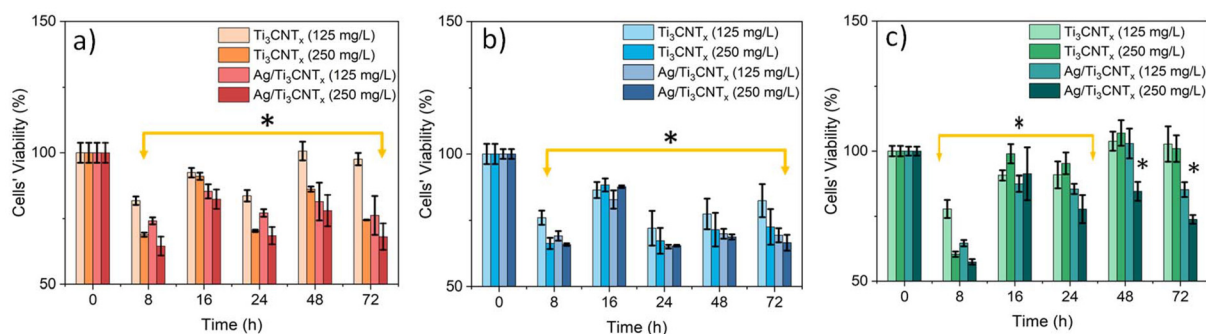 a)
Ti₃CNTₓ (125 mg/L)
Ti₃CNTₓ (250 mg/L)
Ag/Ti₃CNTₓ (125 mg/L)
Ag/Ti₃CNTₓ (250 mg/L)
*
Cells' Viability (%)
100
50
0 8 16 24 48 72
Time (h)
b)
Ti₃CNTₓ (125 mg/L)
Ti₃CNTₓ (250 mg/L)
Ag/Ti₃CNTₓ (125 mg/L)
Ag/Ti₃CNTₓ (250 mg/L)
*
Cells' Viability (%)
150
100
50
0 8 16 24 48 72
Time (h)
c)
Ti₃CNTₓ (125 mg/L)
Ti₃CNTₓ (250 mg/L)
Ag/Ti₃CNTₓ (125 mg/L)
Ag/Ti₃CNTₓ (250 mg/L)
*
*
*
Cells' Viability (%)
150
100
50
0 8 16 24 48 72
Time (h)